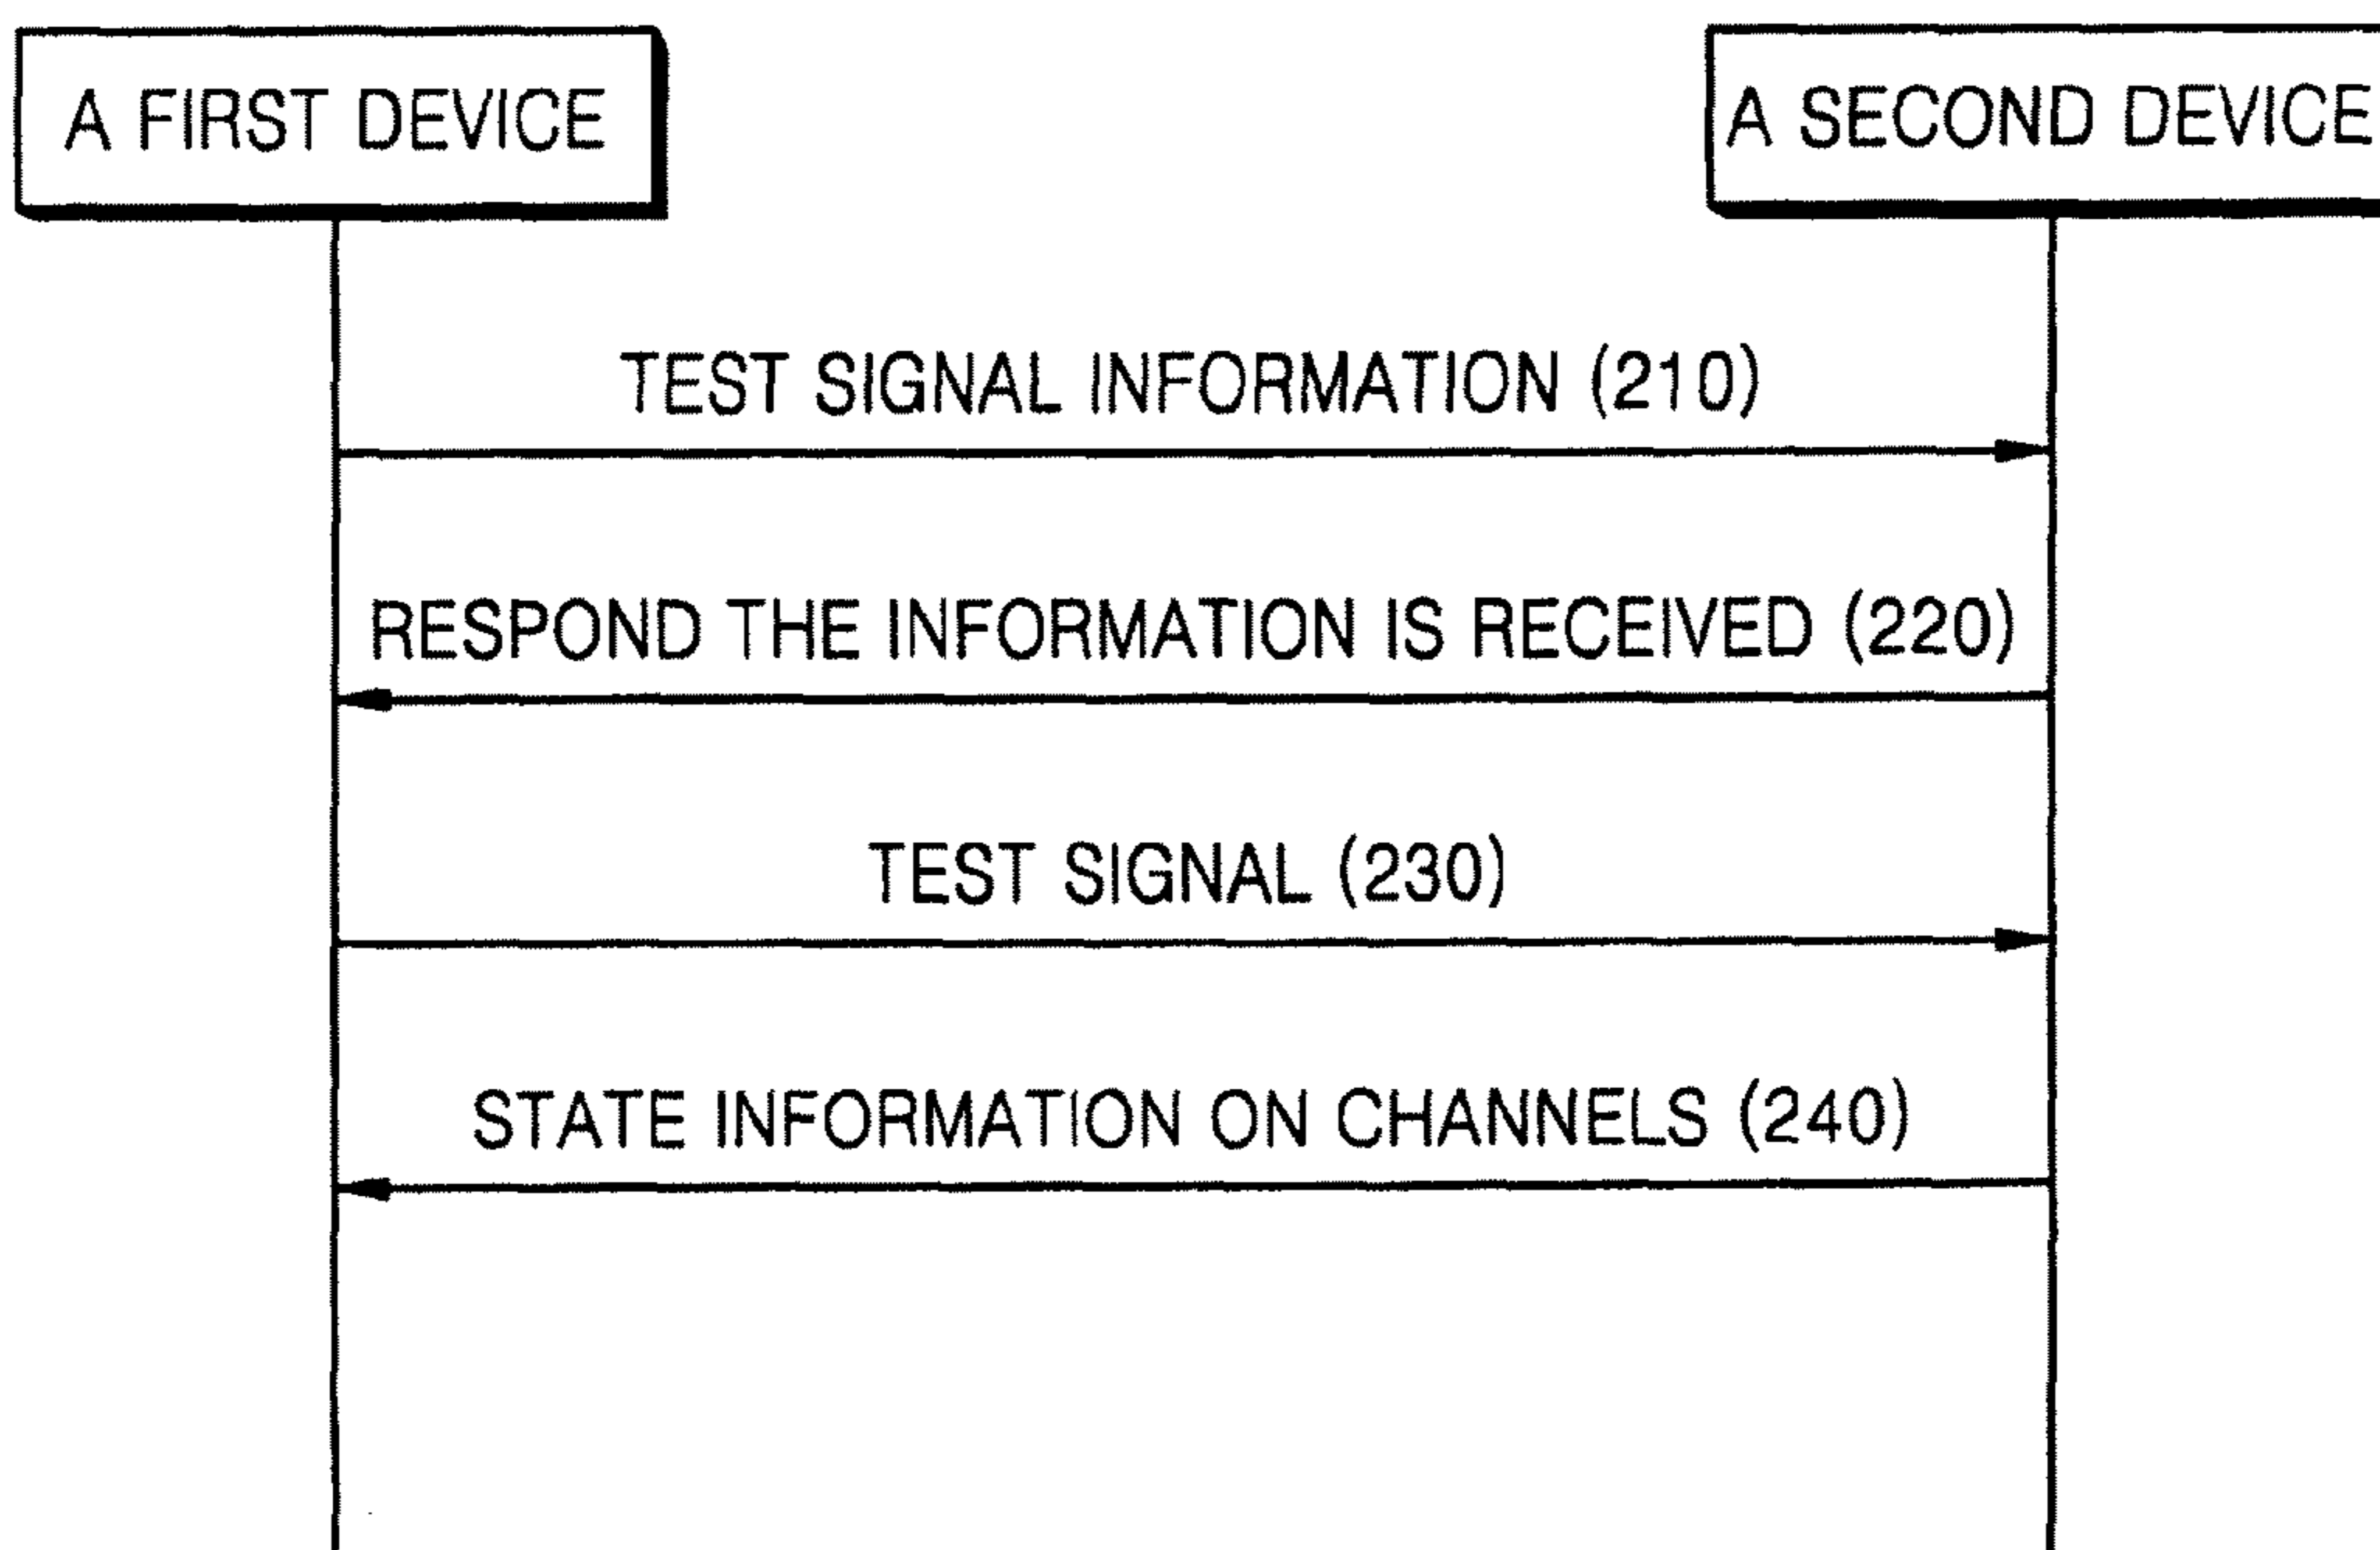 A FIRST DEVICE
A SECOND DEVICE
TEST SIGNAL INFORMATION (210)
RESPOND THE INFORMATION IS RECEIVED (220)
TEST SIGNAL (230)
STATE INFORMATION ON CHANNELS (240)